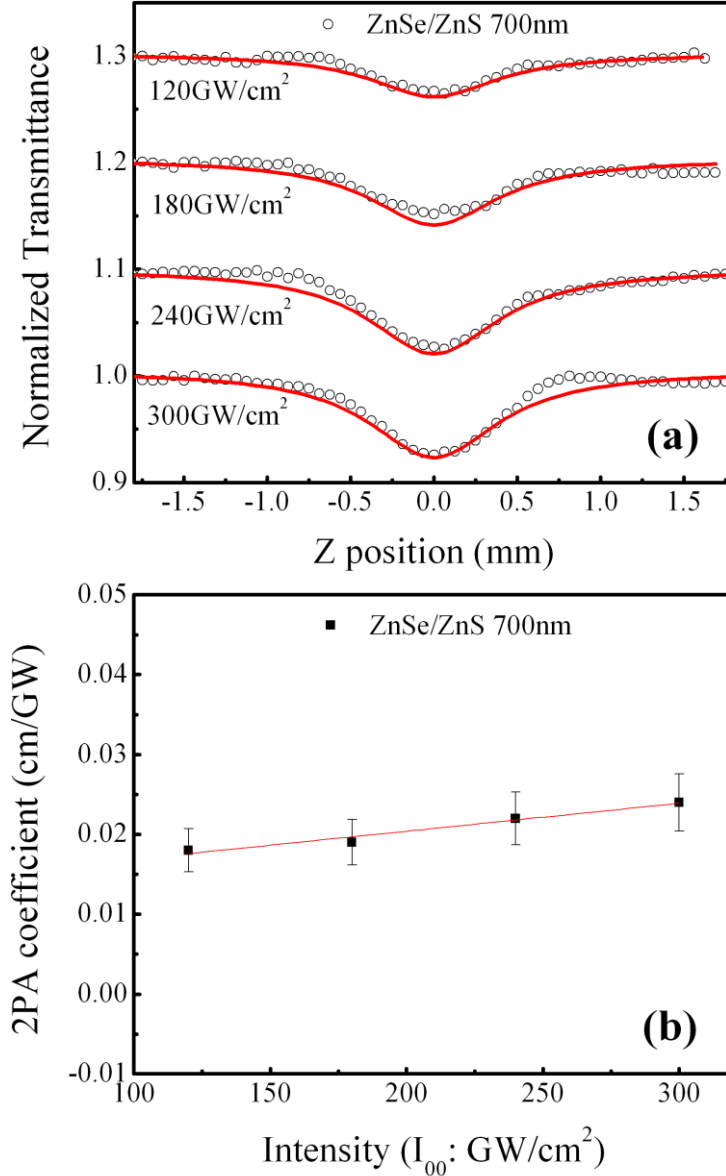 ZnSe/ZnS 700nm
1.3
120GW/cm²
1.2
180GW/cm²
1.1
240GW/cm²
1.0
300GW/cm²
(a)
0.9
Normalized Transmittance
-1.5 -1.0 -0.5 0.0 0.5 1.0 1.5
Z position (mm)
0.05
ZnSe/ZnS 700nm
0.04
0.03
0.02
0.01
0.00
(b)
-0.01
2PA coefficient (cm/GW)
100 150 200 250 300
Intensity (I₀₀: GW/cm²)